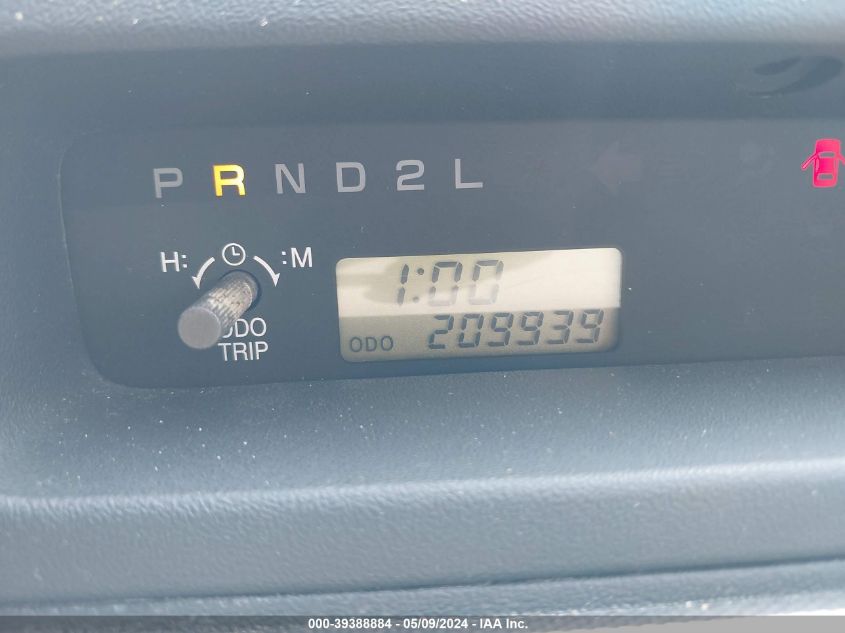 P R N D 2 L
H: :M
1:00
ODO 209939
ODO
TRIP
000-39388884 - 05/09/2024 - IAA Inc.